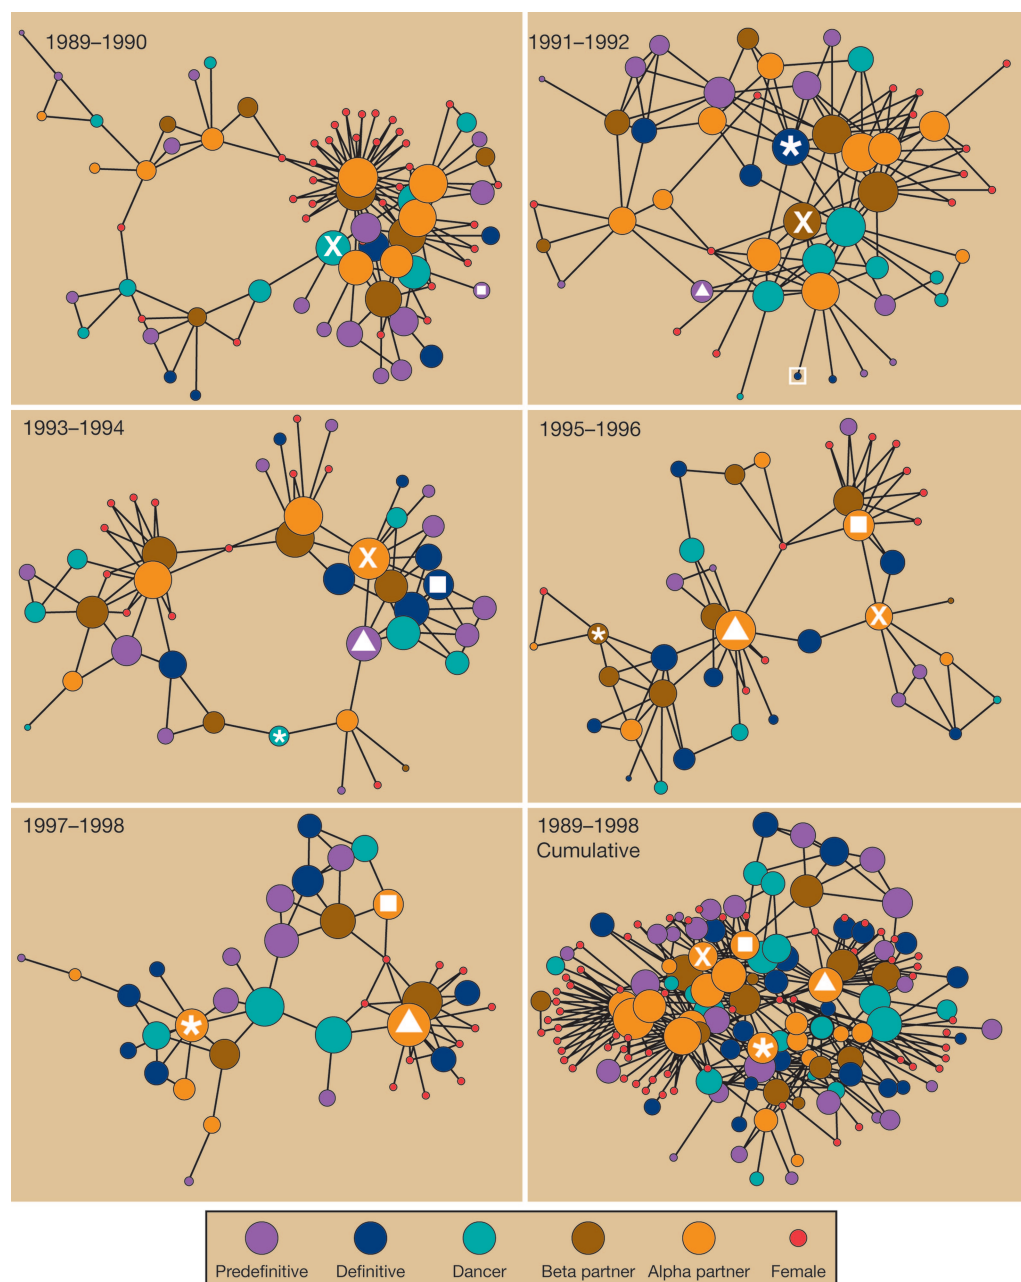 1989–1990
1991–1992
X
*
X
1993–1994
1995–1996
X
*
*
X
1997–1998
1989–1998
Cumulative
*
X
*
Predefinitive Definitive Dancer Beta partner Alpha partner Female